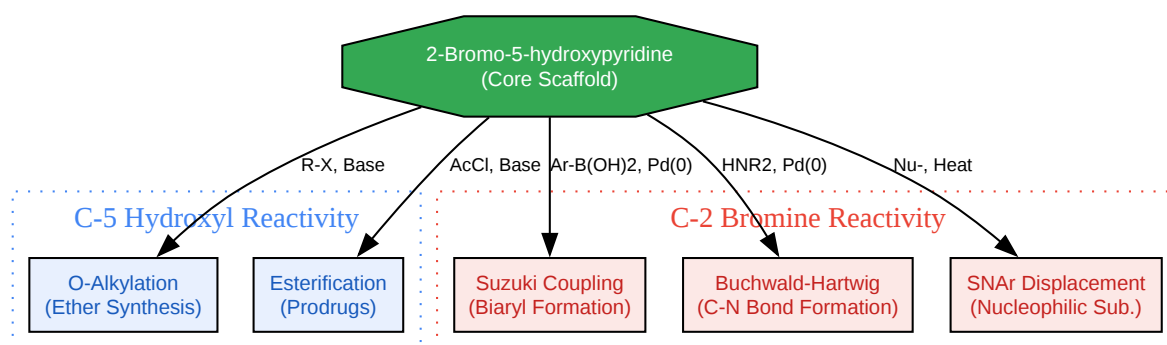 2-Bromo-5-hydroxypyridine
(Core Scaffold)
R-X, Base
AcCl, Base
Ar-B(OH)2, Pd(0)
HNR2, Pd(0)
Nu-, Heat
C-5 Hydroxyl Reactivity
C-2 Bromine Reactivity
O-Alkylation
(Ether Synthesis)
Esterification
(Prodrugs)
Suzuki Coupling
(Biaryl Formation)
Buchwald-Hartwig
(C-N Bond Formation)
SNAr Displacement
(Nucleophilic Sub.)